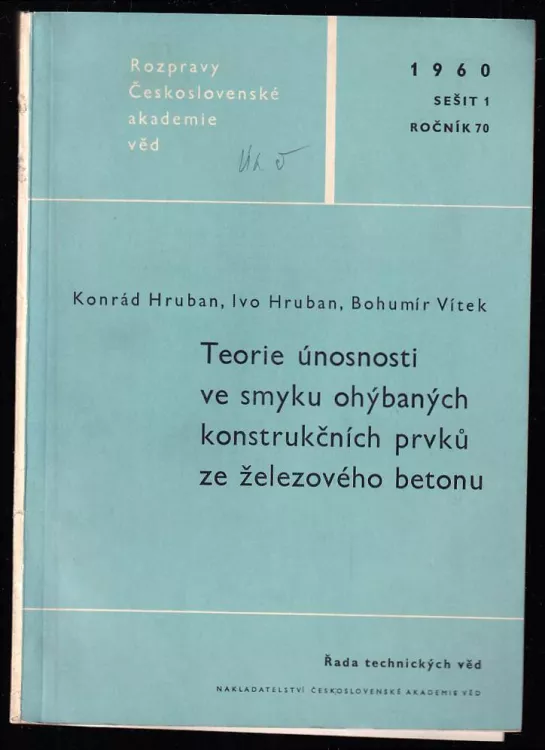 Rozpravy
Československé
akademie
věd
1960
SEŠIT 1
ROČNÍK 70
Konrád Hruban, Ivo Hruban, Bohumír Vítek
Teorie únosnosti
ve smyku ohýbaných
konstrukčních prvků
ze železového betonu
Řada technických věd
NAKLADATELSTVÍ ČESKOSLOVENSKÉ AKADEMIE VĚD